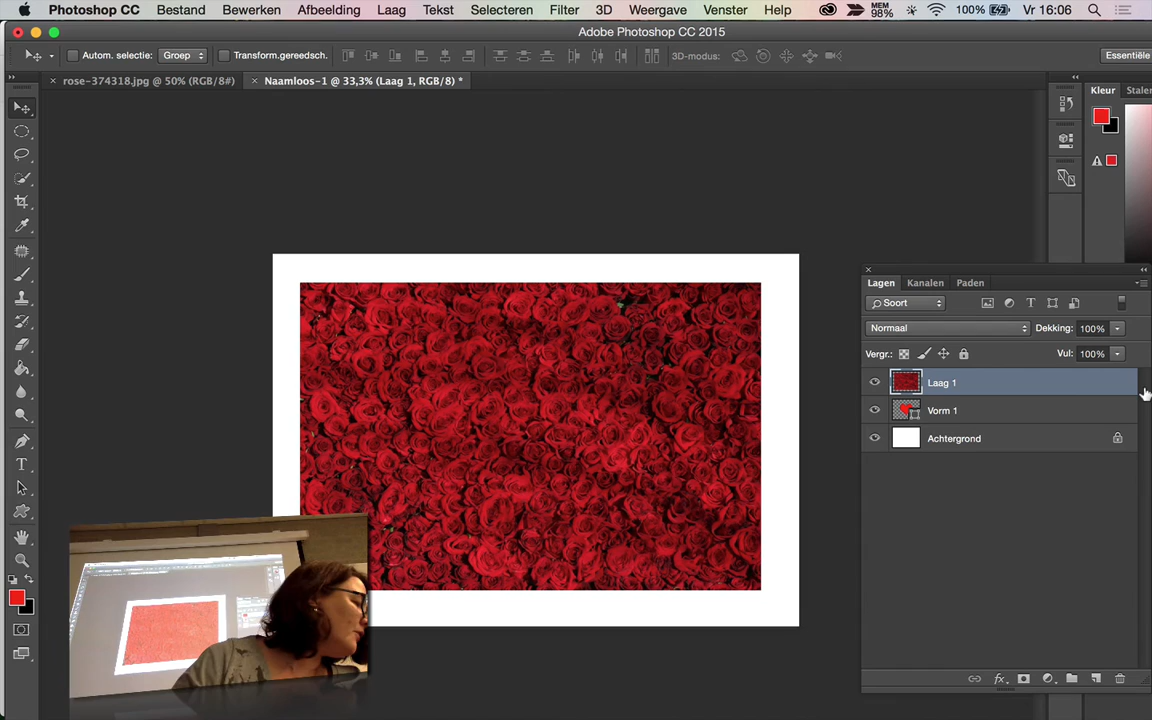 Photoshop CC Bestand Bewerken Afbeelding Laag Tekst Selecteren Filter 3D Weergave Venster Help MEM 98% 100% Vr 16:06
Adobe Photoshop CC 2015
Autom. selectie: Groep Transform.gereedsch. 3D-modus: Essentiële
rose-374318.jpg @ 50% (RGB/8#) Naamloos-1 @ 33,3% (Laag 1, RGB/8) *
Kleur Stalen
Lagen Kanalen Paden
Soort
Normaal Dekking: 100%
Vergr.: Vul: 100%
Laag 1
Vorm 1
Achtergrond
fx